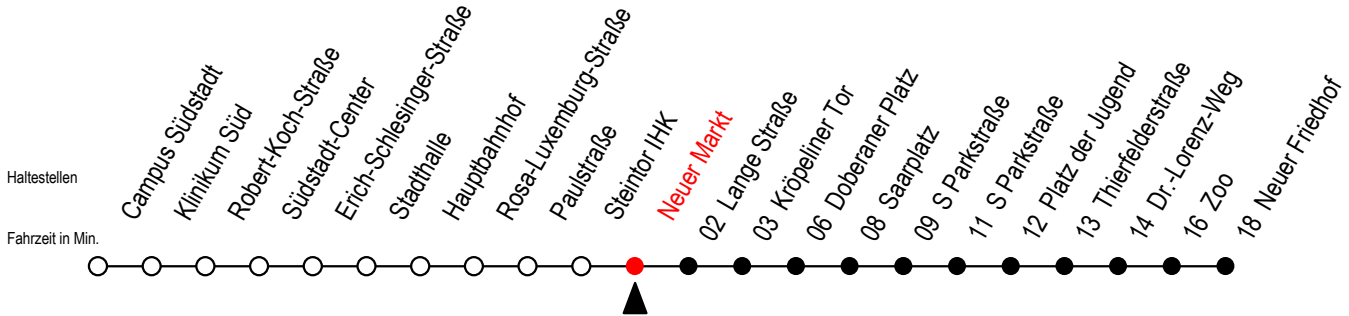 Haltestellen
Fahrzeit in Min.
Campus Südstadt
Klinikum Süd
Robert-Koch-Straße
Südstadt-Center
Erich-Schlesinger-Straße
Stadthalle
Hauptbahnhof
Rosa-Luxemburg-Straße
Paulstraße
Steintor IHK
Neuer Markt
02 Lange Straße
03 Kröpeliner Tor
06 Doberaner Platz
08 Saarplatz
09 S Parkstraße
11 S Parkstraße
12 Platz der Jugend
13 Thierfelderstraße
14 Dr.-Lorenz-Weg
16 Zoo
18 Neuer Friedhof